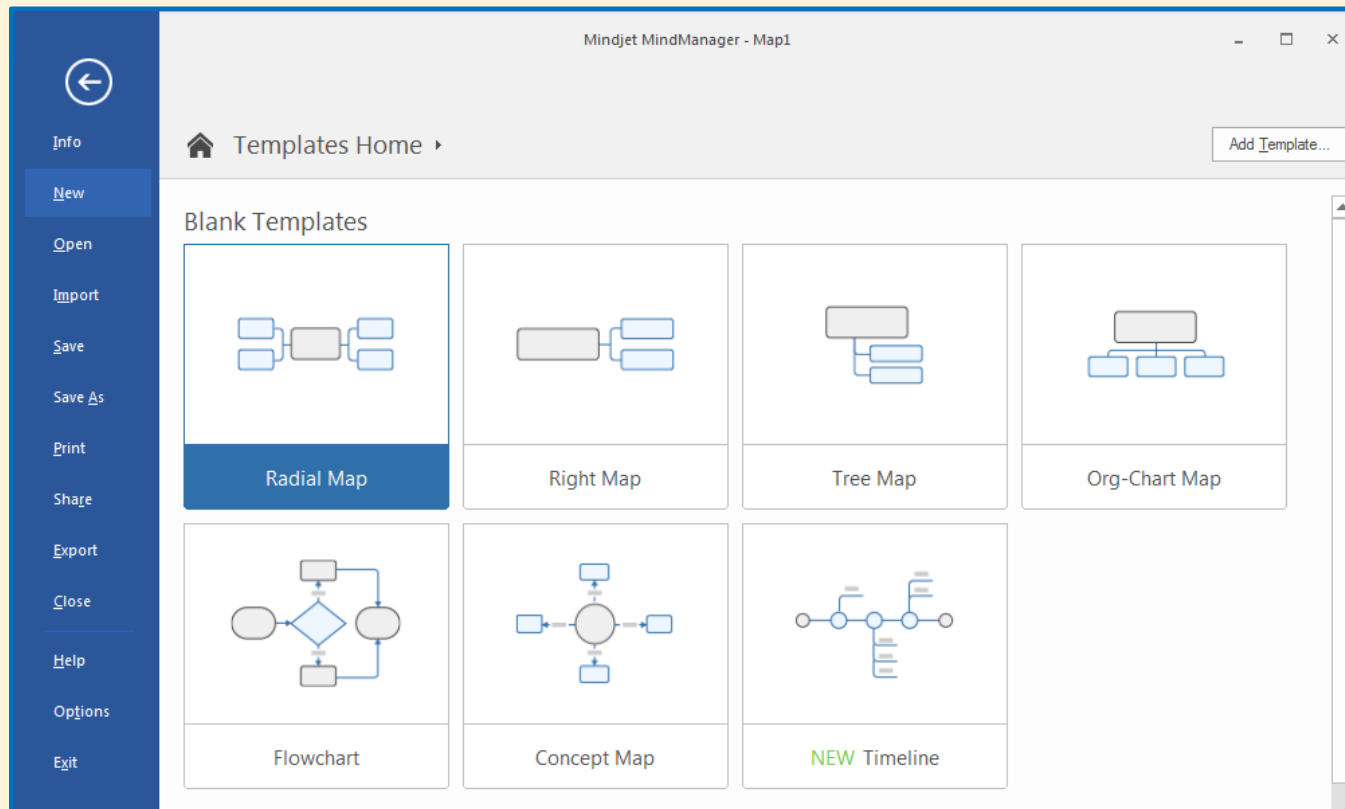 Mindjet MindManager - Map1
Info
New
Open
Import
Save
Save As
Print
Share
Export
Close
Help
Options
Exit
Templates Home
Add Template...
Blank Templates
Radial Map
Right Map
Tree Map
Org-Chart Map
Flowchart
Concept Map
NEW Timeline